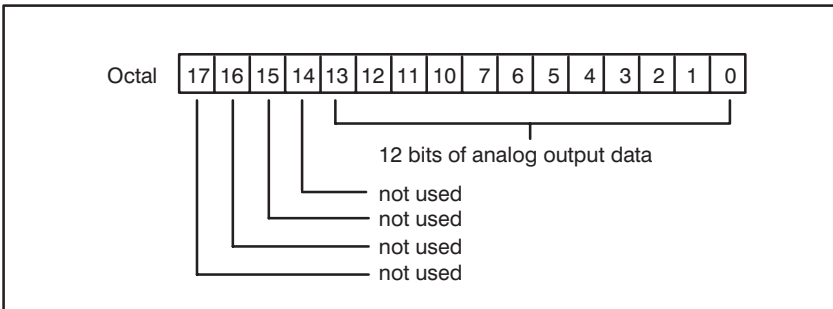 Octal 17 16 15 14 13 12 11 10 7 6 5 4 3 2 1 0
12 bits of analog output data
not used
not used
not used
not used